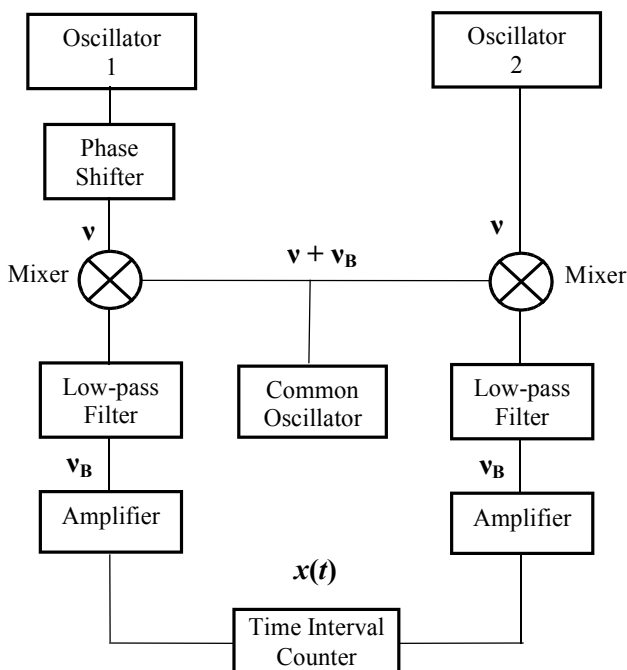 Oscillator
1
Oscillator
2
Phase
Shifter
ν
ν
ν + νB
Mixer
Mixer
Low-pass
Filter
Common
Oscillator
Low-pass
Filter
νB
νB
Amplifier
Amplifier
x(t)
Time Interval
Counter